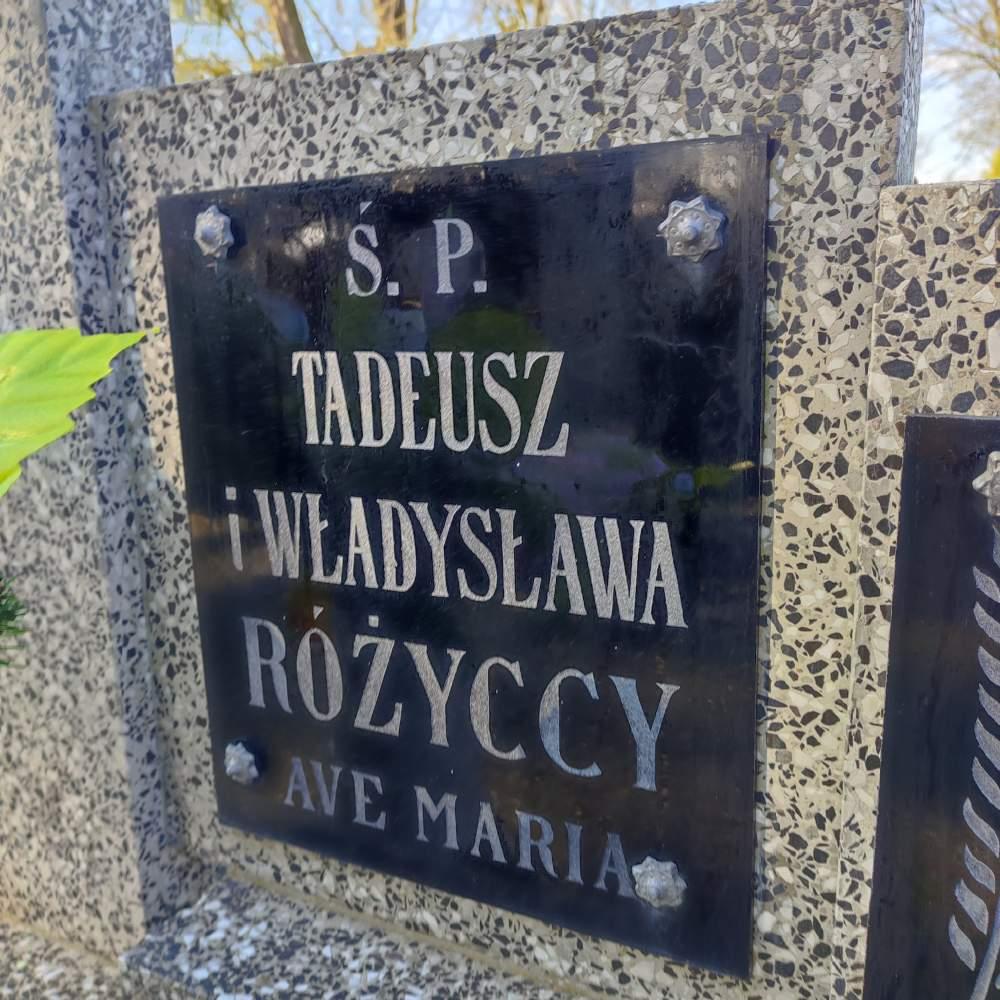 Ś. P.
TADEUSZ
i WŁADYSŁAWA
RÓŻYCCY
AVE MARIA